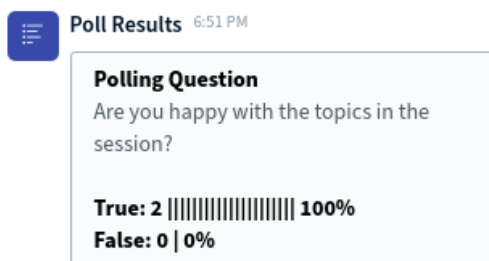 Poll Results 6:51 PM
Polling Question
Are you happy with the topics in the
session?
True: 2 ||||||||||||||||||||| 100%
False: 0 | 0%